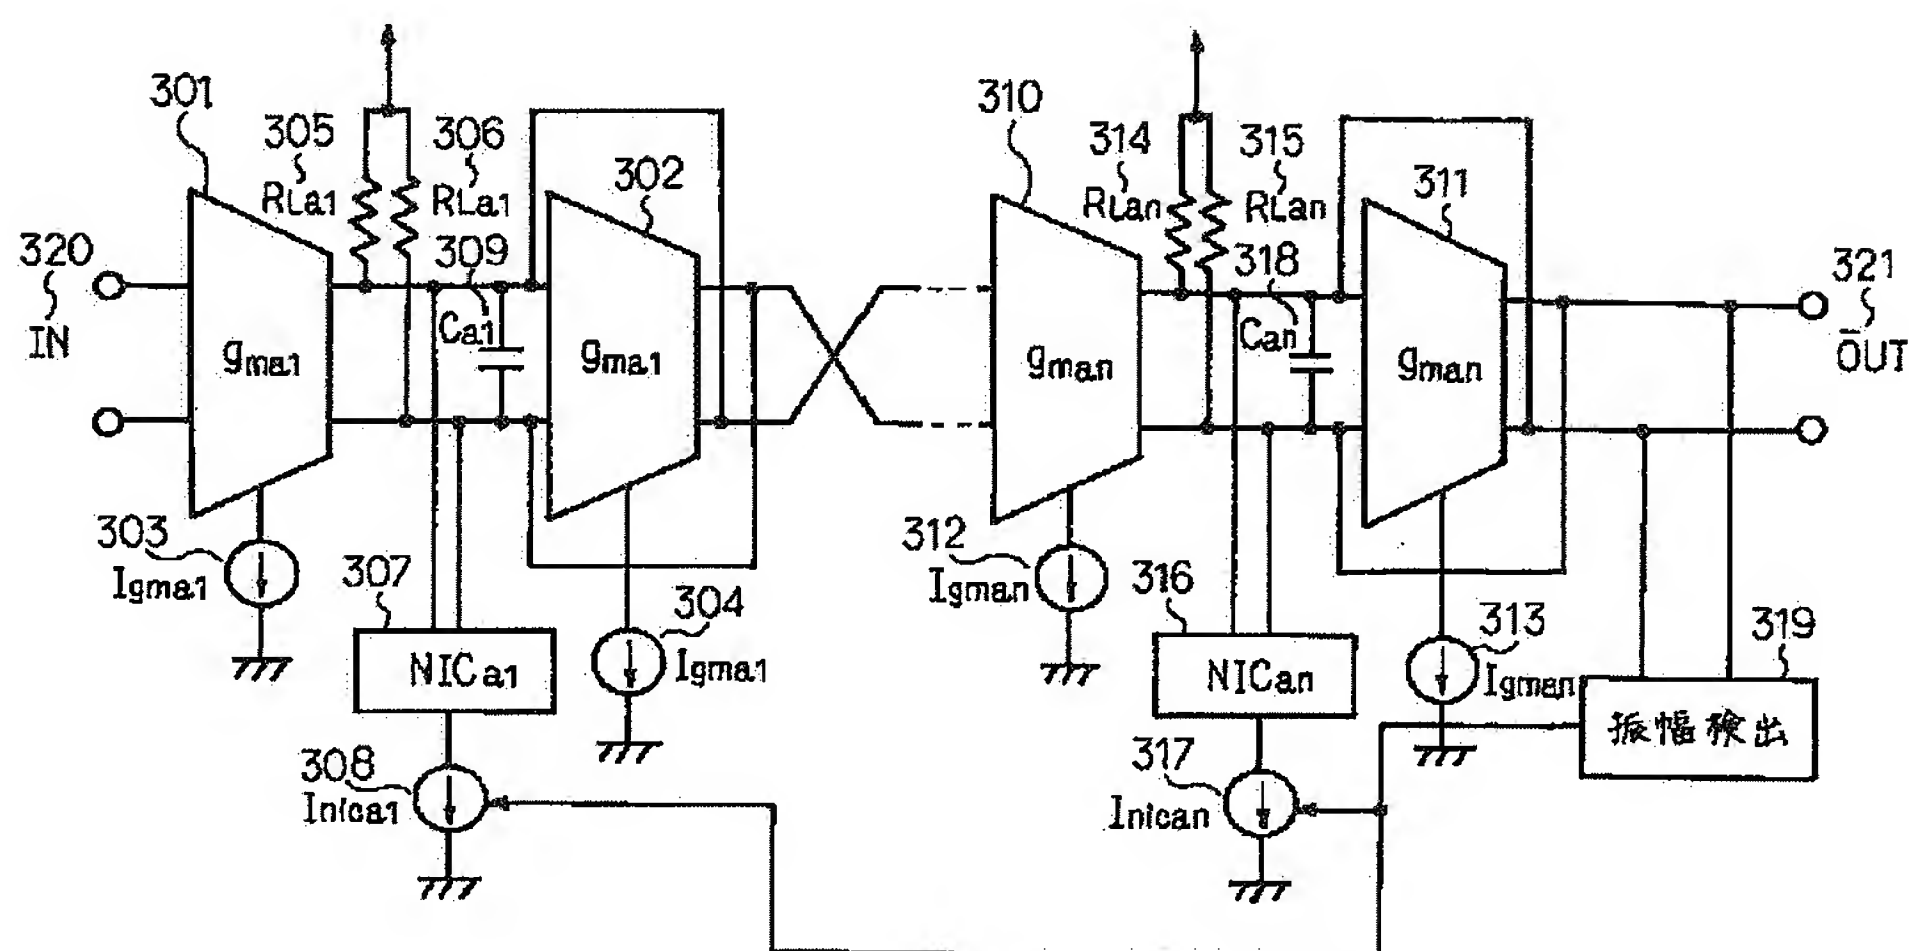 301
305
RLa1
306
RLa1
302
320
IN
309
Ca1
gma1
gma1
303
Igma1
307
NICa1
304
Igma1
308
Inica1
310
314
RLan
315
RLan
311
318
Can
gman
gman
321
OUT
312
Igman
316
NICan
313
Igman
319
振幅検出
317
Inican